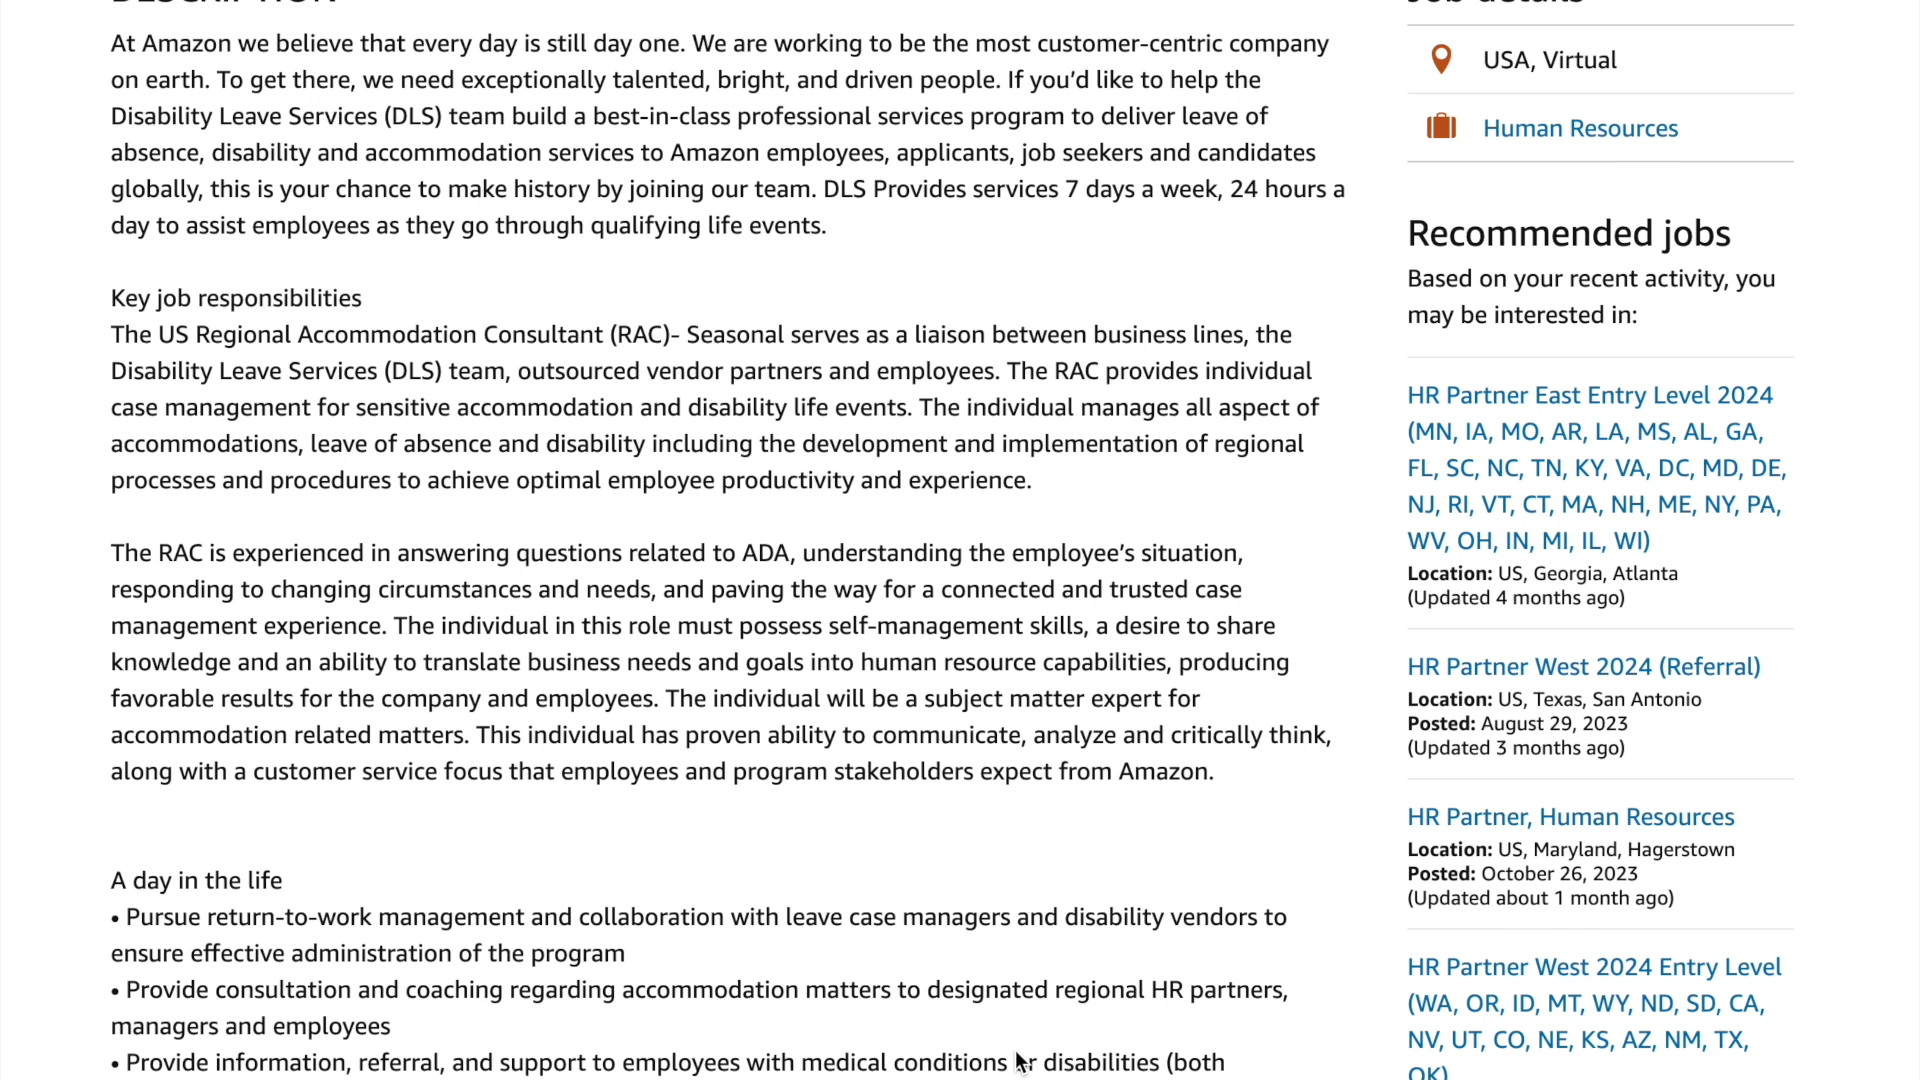 At Amazon we believe that every day is still day one. We are working to be the most customer-centric company
on earth. To get there, we need exceptionally talented, bright, and driven people. If you’d like to help the
Disability Leave Services (DLS) team build a best-in-class professional services program to deliver leave of
absence, disability and accommodation services to Amazon employees, applicants, job seekers and candidates
globally, this is your chance to make history by joining our team. DLS Provides services 7 days a week, 24 hours a
day to assist employees as they go through qualifying life events.
Key job responsibilities
The US Regional Accommodation Consultant (RAC)- Seasonal serves as a liaison between business lines, the
Disability Leave Services (DLS) team, outsourced vendor partners and employees. The RAC provides individual
case management for sensitive accommodation and disability life events. The individual manages all aspect of
accommodations, leave of absence and disability including the development and implementation of regional
processes and procedures to achieve optimal employee productivity and experience.
The RAC is experienced in answering questions related to ADA, understanding the employee’s situation,
responding to changing circumstances and needs, and paving the way for a connected and trusted case
management experience. The individual in this role must possess self-management skills, a desire to share
knowledge and an ability to translate business needs and goals into human resource capabilities, producing
favorable results for the company and employees. The individual will be a subject matter expert for
accommodation related matters. This individual has proven ability to communicate, analyze and critically think,
along with a customer service focus that employees and program stakeholders expect from Amazon.
A day in the life
• Pursue return-to-work management and collaboration with leave case managers and disability vendors to
ensure effective administration of the program
• Provide consultation and coaching regarding accommodation matters to designated regional HR partners,
managers and employees
• Provide information, referral, and support to employees with medical conditions or disabilities (both
Job details
USA, Virtual
Human Resources
Recommended jobs
Based on your recent activity, you
may be interested in:
HR Partner East Entry Level 2024
(MN, IA, MO, AR, LA, MS, AL, GA,
FL, SC, NC, TN, KY, VA, DC, MD, DE,
NJ, RI, VT, CT, MA, NH, ME, NY, PA,
WV, OH, IN, MI, IL, WI)
Location: US, Georgia, Atlanta
(Updated 4 months ago)
HR Partner West 2024 (Referral)
Location: US, Texas, San Antonio
Posted: August 29, 2023
(Updated 3 months ago)
HR Partner, Human Resources
Location: US, Maryland, Hagerstown
Posted: October 26, 2023
(Updated about 1 month ago)
HR Partner West 2024 Entry Level
(WA, OR, ID, MT, WY, ND, SD, CA,
NV, UT, CO, NE, KS, AZ, NM, TX,
OK)